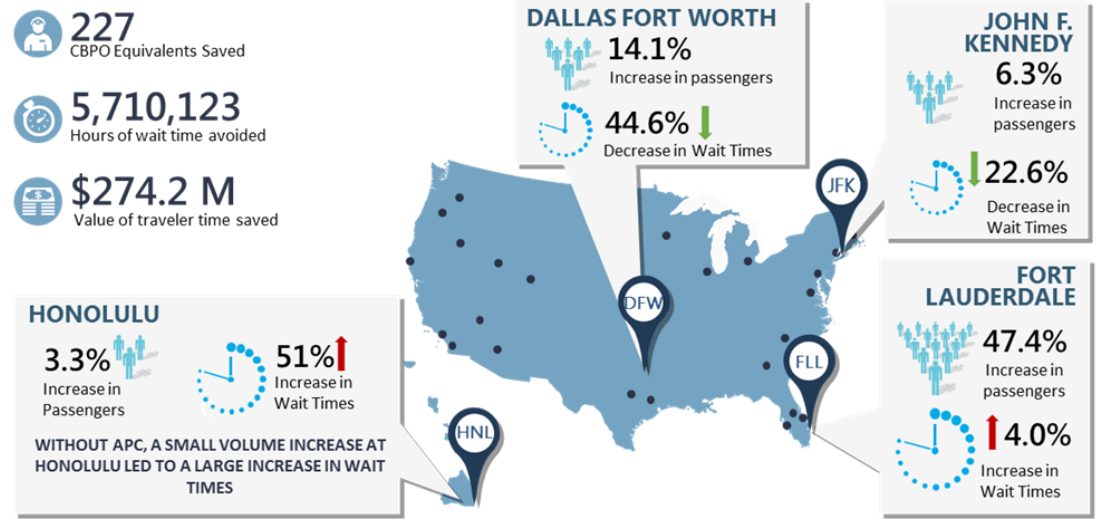 227
CBPO Equivalents Saved
5,710,123
Hours of wait time avoided
$274.2 M
Value of traveler time saved
DALLAS FORT WORTH
14.1%
Increase in passengers
44.6%
Decrease in Wait Times
JOHN F.
KENNEDY
6.3%
Increase in
passengers
22.6%
Decrease in
Wait Times
JFK
DFW
FLL
HNL
HONOLULU
3.3%
Increase in
Passengers
51%
Increase in
Wait Times
WITHOUT APC, A SMALL VOLUME INCREASE AT
HONOLULU LED TO A LARGE INCREASE IN WAIT
TIMES
FORT
LAUDERDALE
47.4%
Increase in
passengers
4.0%
Increase in
Wait Times